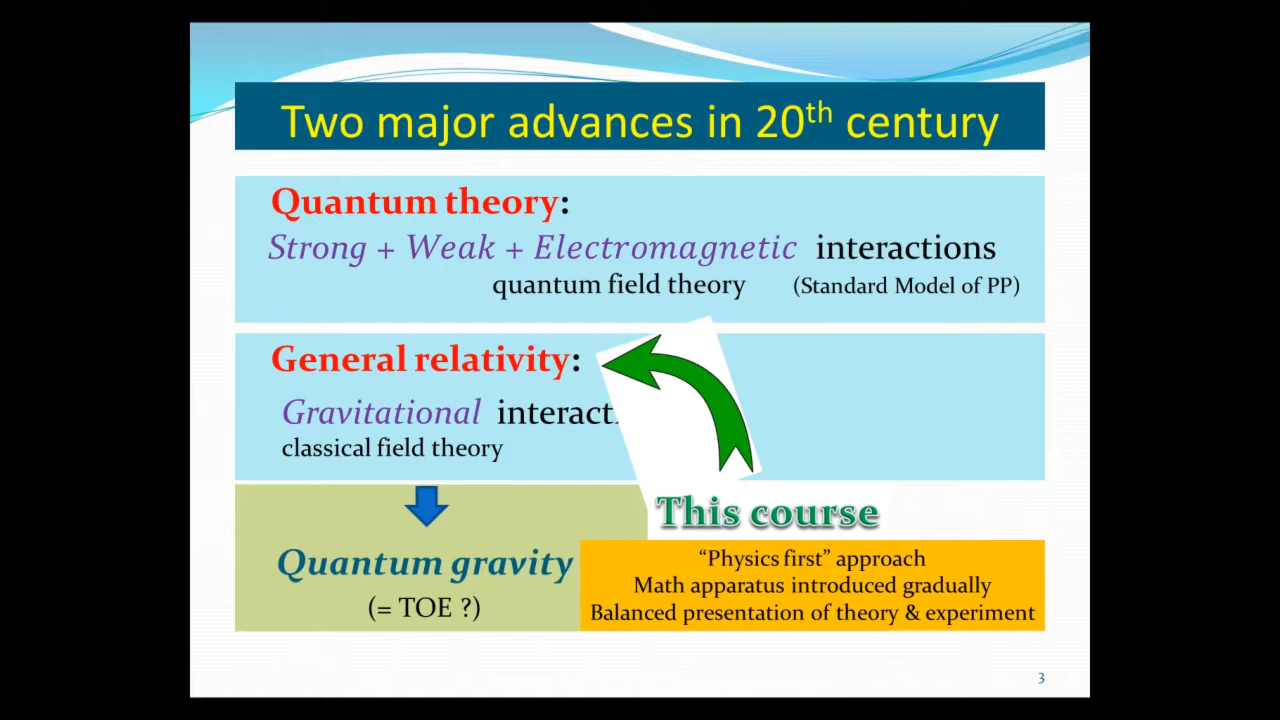 Two major advances in 20th century
Quantum theory:
Strong + Weak + Electromagnetic interactions
quantum field theory (Standard Model of PP)
General relativity:
Gravitational interact
classical field theory
This course
Quantum gravity
(= TOE ?)
“Physics first” approach
Math apparatus introduced gradually
Balanced presentation of theory & experiment
3